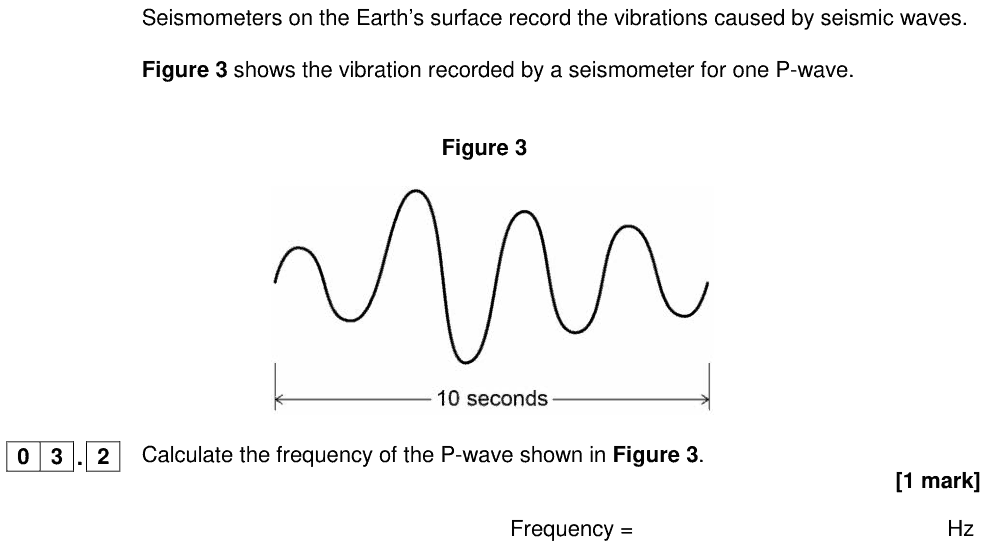 Seismometers on the Earth's surface record the vibrations caused by seismic waves.
Figure 3 shows the vibration recorded by a seismometer for one P-wave.
Figure 3
10 seconds
0 3 . 2 Calculate the frequency of the P-wave shown in Figure 3.
[1 mark]
Frequency = Hz